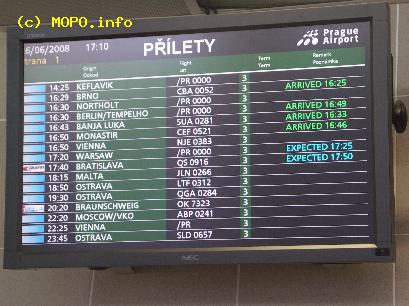 (c) MOPO.info
6/06/2008 17:10 PŘÍLETY Prague Airport
trana 1
Origin Flight Term Remark
Odkud Let Term Poznámka
14:25 KEFLAVIK /PR 0000 3 ARRIVED 16:25
16:29 BRNO CBA 0052 3
16:30 NORTHOLT /PR 0000 3 ARRIVED 16:49
16:30 BERLIN/TEMPELHO /PR 0000 3 ARRIVED 16:33
16:43 BANJA LUKA SUA 0281 3 ARRIVED 16:46
16:50 MONASTIR CEF 0521 3
16:50 VIENNA NJE 0383 3 EXPECTED 17:25
17:20 WARSAW /PR 0000 3 EXPECTED 17:50
17:40 BRATISLAVA QS 0916 3
18:15 MALTA JLN 0266 3
18:50 OSTRAVA LTF 0312 3
19:30 OSTRAVA QGA 0284 3
20:20 BRAUNSCHWEIG OK 7323 3
22:20 MOSCOW/VKO ABP 0241 3
22:25 VIENNA /PR 3
23:45 OSTRAVA SLD 0657 3
NEC